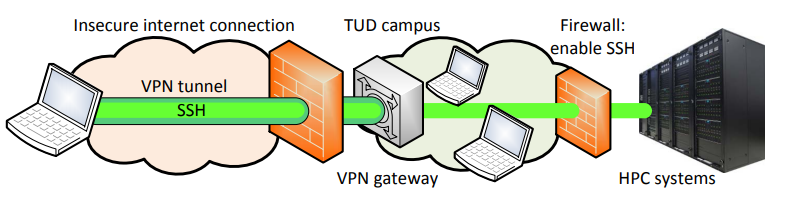 Insecure internet connection
TUD campus
Firewall:
enable SSH
VPN tunnel
SSH
VPN gateway
HPC systems